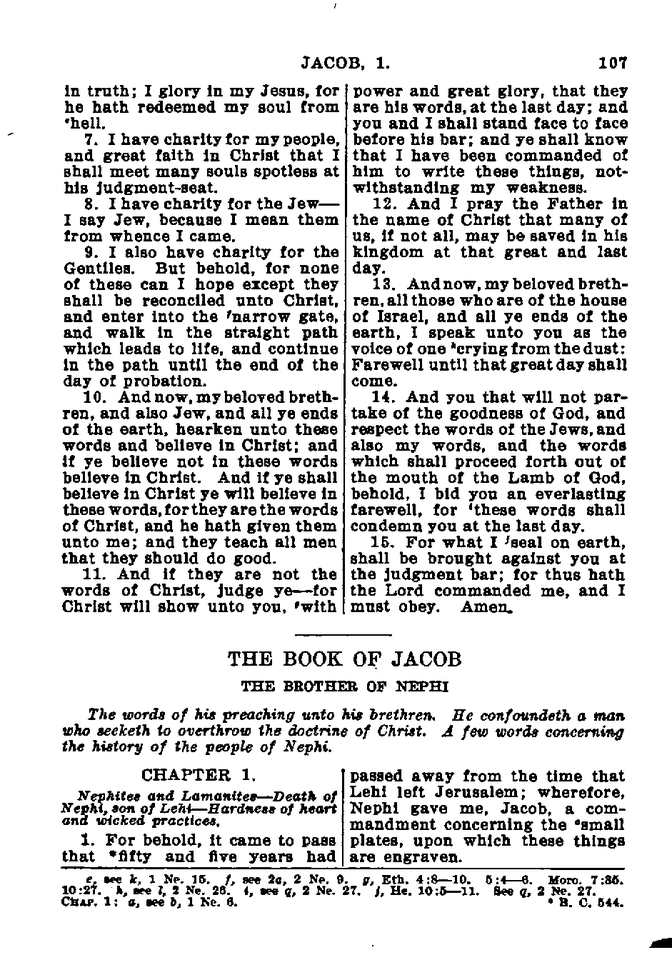 JACOB, 1. 107
in truth; I glory in my Jesus, for
he hath redeemed my soul from
ᵉhell.
7. I have charity for my people,
and great faith in Christ that I
shall meet many souls spotless at
his judgment-seat.
8. I have charity for the Jew—
I say Jew, because I mean them
from whence I came.
9. I also have charity for the
Gentiles. But behold, for none
of these can I hope except they
shall be reconciled unto Christ,
and enter into the ᶠnarrow gate,
and walk in the straight path
which leads to life, and continue
in the path until the end of the
day of probation.
10. And now, my beloved breth-
ren, and also Jew, and all ye ends
of the earth, hearken unto these
words and believe in Christ; and
if ye believe not in these words
believe in Christ. And if ye shall
believe in Christ ye will believe in
these words, for they are the words
of Christ, and he hath given them
unto me; and they teach all men
that they should do good.
11. And if they are not the
words of Christ, judge ye—for
Christ will show unto you, ᵍwith
power and great glory, that they
are his words, at the last day; and
you and I shall stand face to face
before his bar; and ye shall know
that I have been commanded of
him to write these things, not-
withstanding my weakness.
12. And I pray the Father in
the name of Christ that many of
us, if not all, may be saved in his
kingdom at that great and last
day.
13. And now, my beloved breth-
ren, all those who are of the house
of Israel, and all ye ends of the
earth, I speak unto you as the
voice of one ʰcrying from the dust:
Farewell until that great day shall
come.
14. And you that will not par-
take of the goodness of God, and
respect the words of the Jews, and
also my words, and the words
which shall proceed forth out of
the mouth of the Lamb of God,
behold, I bid you an everlasting
farewell, for ⁱthese words shall
condemn you at the last day.
15. For what I ʲseal on earth,
shall be brought against you at
the judgment bar; for thus hath
the Lord commanded me, and I
must obey. Amen.
THE BOOK OF JACOB
THE BROTHER OF NEPHI
The words of his preaching unto his brethren. He confoundeth a man
who seeketh to overthrow the doctrine of Christ. A few words concerning
the history of the people of Nephi.
CHAPTER 1.
Nephites and Lamanites—Death of
Nephi, son of Lehi—Hardness of heart
and wicked practices.
1. For behold, it came to pass
that *fifty and five years had
passed away from the time that
Lehi left Jerusalem; wherefore,
Nephi gave me, Jacob, a com-
mandment concerning the ᵃsmall
plates, upon which these things
are engraven.
e, see k, 1 Ne. 15. f, see 2a, 2 Ne. 9. g, Eth. 4:8—10. 5:4—6. Moro. 7:35.
10:27. h, see l, 2 Ne. 26. i, see q, 2 Ne. 27. j, He. 10:5—11. See q, 2 Ne. 27.
CHAP. 1: a, see b, 1 Ne. 6. * B. C. 544.